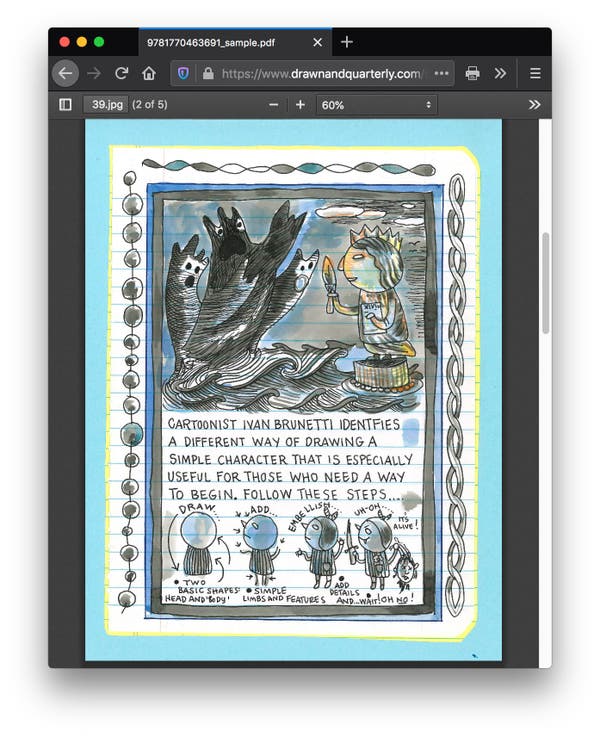 9781770463691_sample.pdf
https://www.drawnandquarterly.com/
39.jpg (2 of 5)
60%
CARTOONIST IVAN BRUNETTI IDENTFIES
A DIFFERENT WAY OF DRAWING A
SIMPLE CHARACTER THAT IS ESPECIALLY
USEFUL FOR THOSE WHO NEED A WAY
TO BEGIN. FOLLOW THESE STEPS....
DRAW
ADD...
EMBELLISH
UH-OH...
IT'S
ALIVE!
• TWO
BASIC SHAPES
HEAD AND "BODY"
• SIMPLE
LIMBS AND FEATURES
• ADD
DETAILS
AND...WAIT! OH NO!